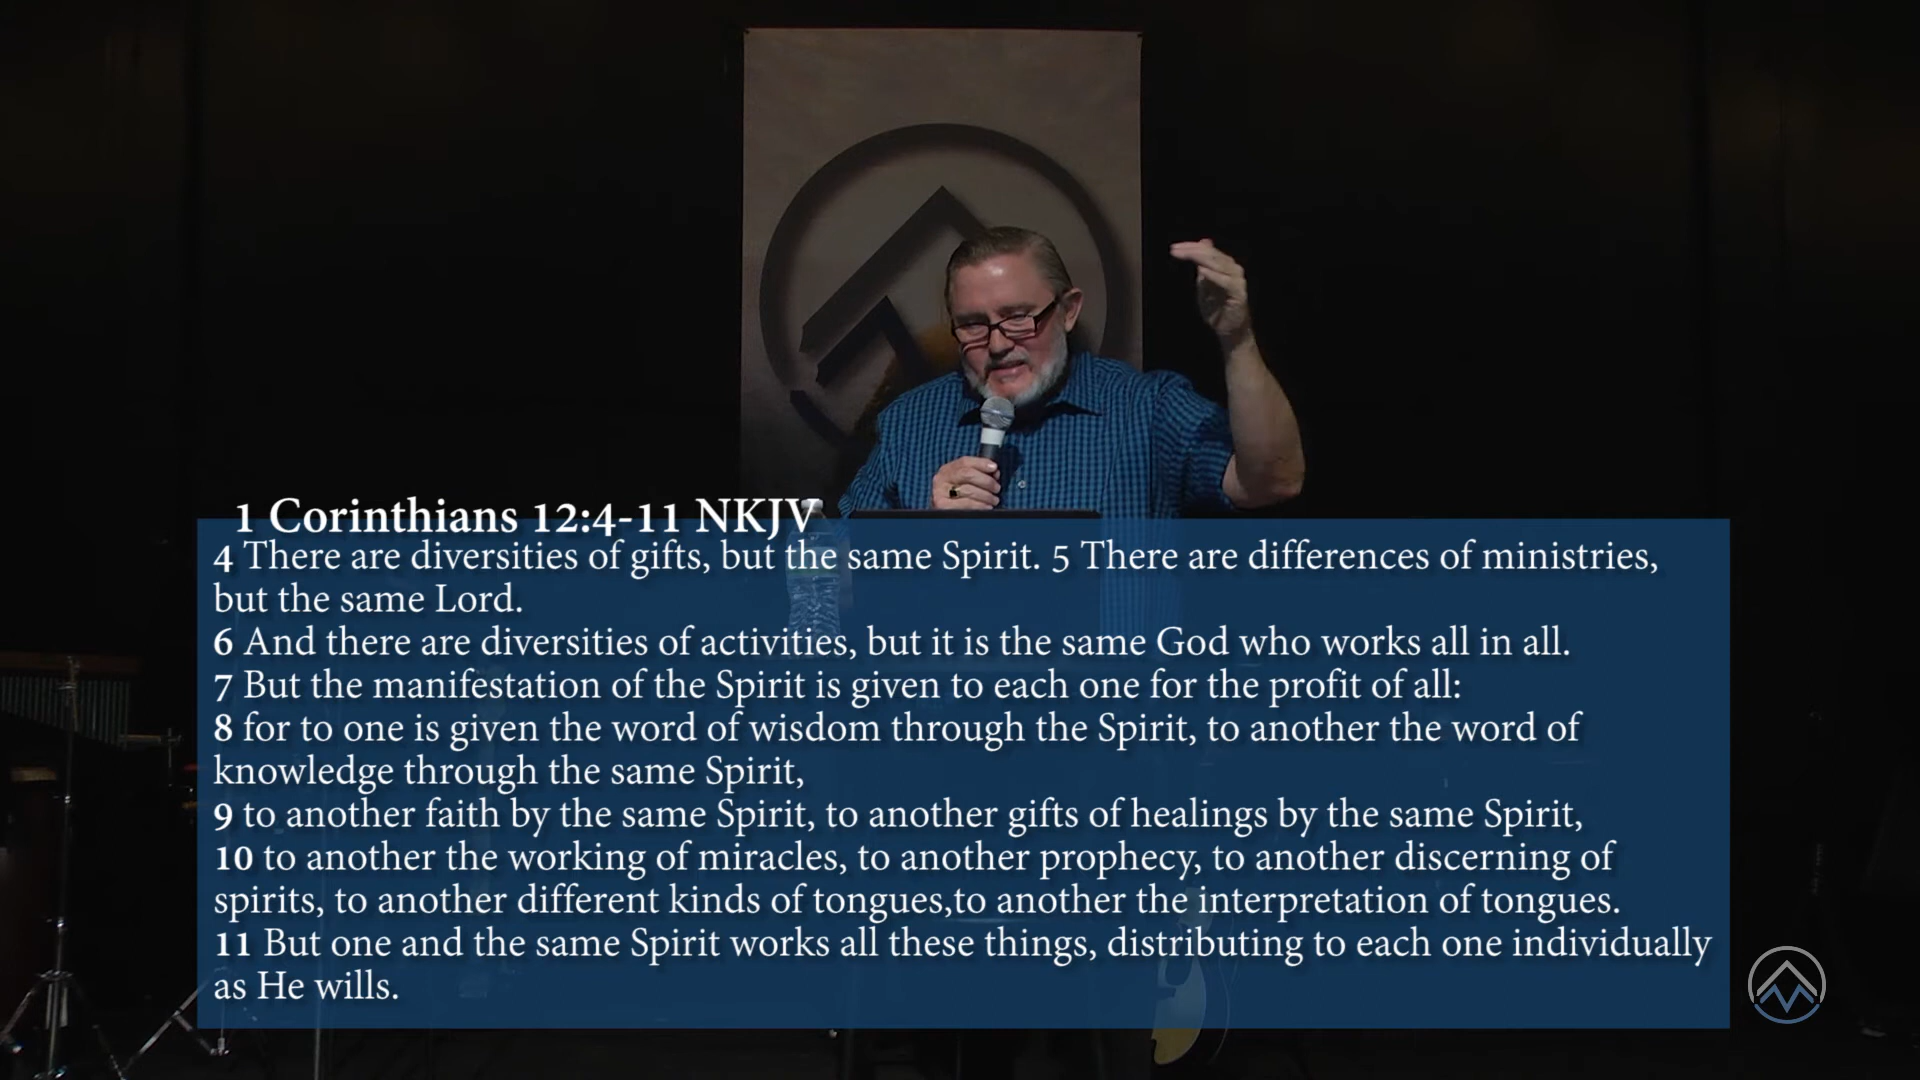 1 Corinthians 12:4-11 NKJV
4 There are diversities of gifts, but the same Spirit. 5 There are differences of ministries,
but the same Lord.
6 And there are diversities of activities, but it is the same God who works all in all.
7 But the manifestation of the Spirit is given to each one for the profit of all:
8 for to one is given the word of wisdom through the Spirit, to another the word of
knowledge through the same Spirit,
9 to another faith by the same Spirit, to another gifts of healings by the same Spirit,
10 to another the working of miracles, to another prophecy, to another discerning of
spirits, to another different kinds of tongues,to another the interpretation of tongues.
11 But one and the same Spirit works all these things, distributing to each one individually
as He wills.